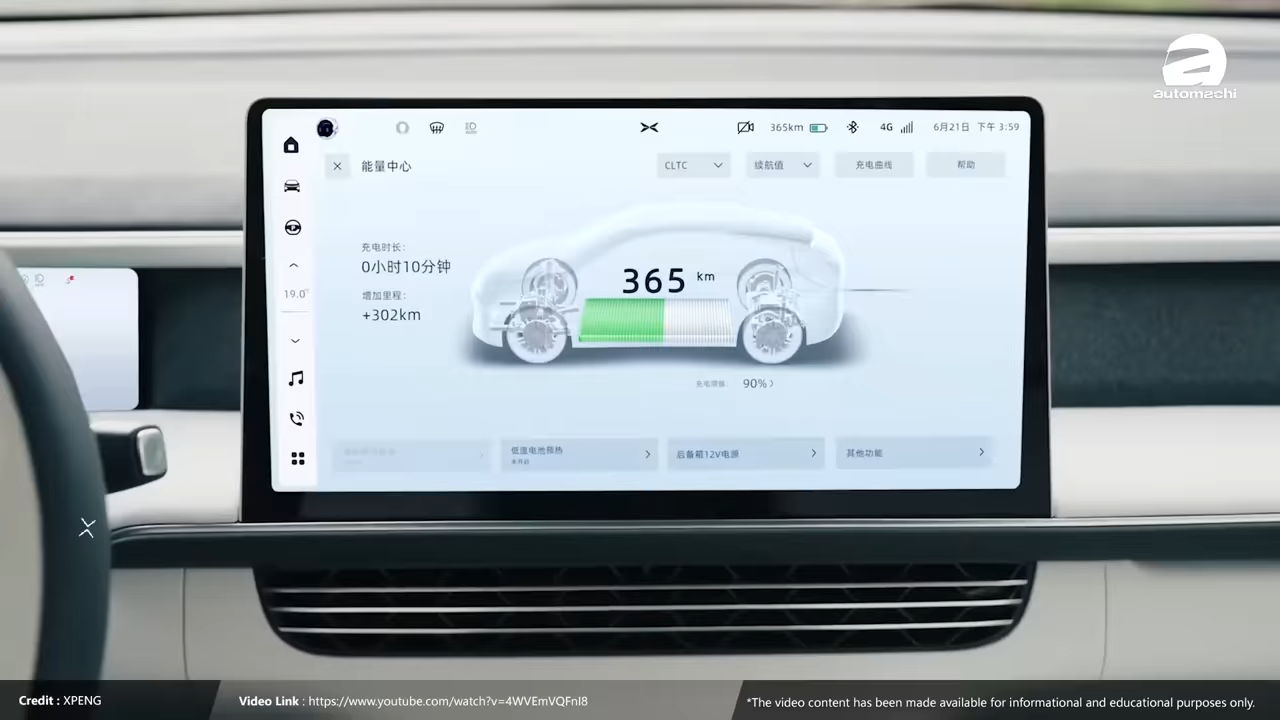 automachi
365km
4G
6月21日 下午 3:59
能量中心
CLTC
续航值
充电曲线
帮助
充电时长:
0小时10分钟
365 km
19.0°
增加里程:
+302km
90%
低温电池预热
未开启
后备箱12V电源
其他功能
Credit : XPENG
Video Link : https://www.youtube.com/watch?v=4WVEmVQFnI8
*The video content has been made available for informational and educational purposes only.